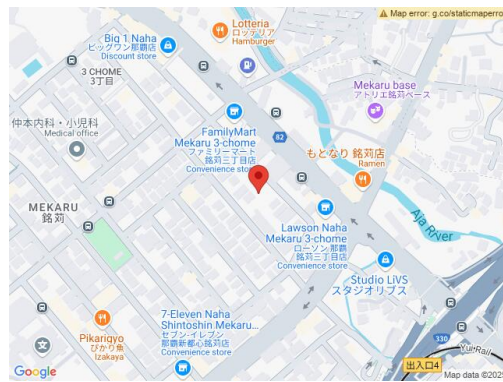 Map error: g.co/staticmaperro
Lotteria
ロッテリア
Hamburger
Big 1 Naha
ビッグワン那覇店
Discount store
3 CHOME
3丁目
Mekaru base
アトリエ銘苅ベース
仲本内科・小児科
Medical office
FamilyMart
Mekaru 3-chome
ファミリーマート
銘苅三丁目店
Convenience store
82
もとなり 銘苅店
Ramen
MEKARU
銘苅
Lawson Naha
Mekaru 3-chome
ローソン 那覇
銘苅三丁目店
Convenience store
Aja River
Studio LiVS
スタジオリブス
7-Eleven Naha
Shintoshin Mekaru...
セブン-イレブン
那覇新都心銘苅店
Convenience store
Pikarigyo
ぴかり魚
Izakaya
文
330
Yui Rail
出入口4
Google
Map data ©2025